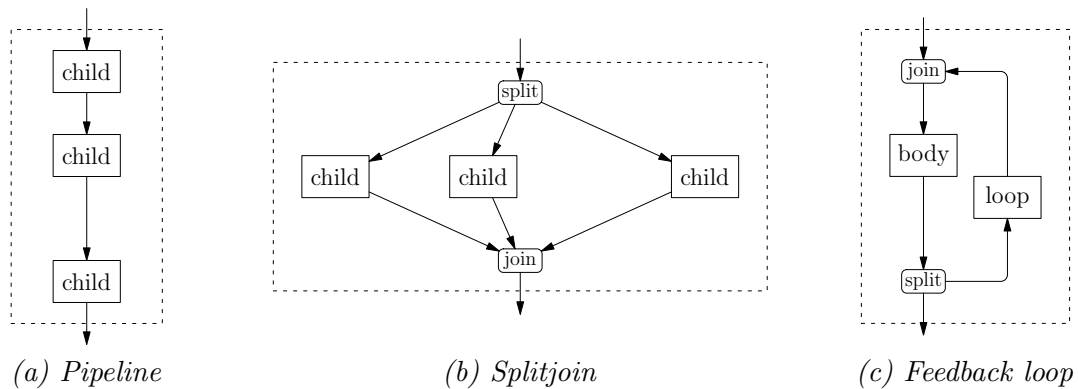 child
child
child
(a) Pipeline
split
child
child
child
join
(b) Splitjoin
join
body
loop
split
(c) Feedback loop